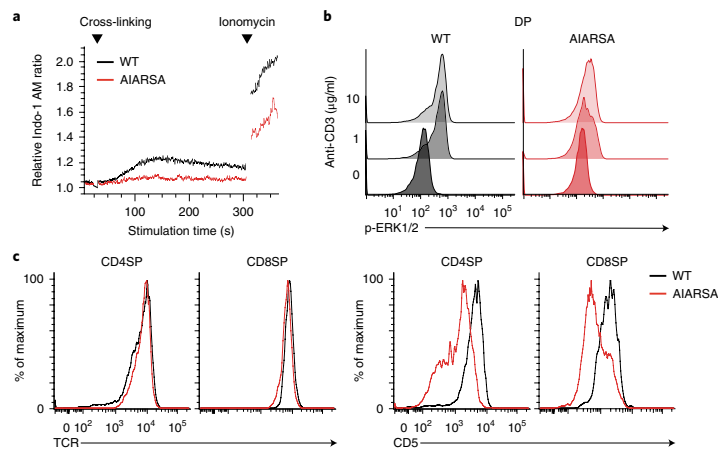 a
Cross-linking
Ionomycin
WT
AIARSA
Relative Indo-1 AM ratio
2.0
1.8
1.6
1.4
1.2
1.0
100 200 300
Stimulation time (s)
b
DP
WT
AIARSA
Anti-CD3 (µg/ml)
10
1
0
10¹ 10² 10³ 10⁴ 10⁵
p-ERK1/2
c
CD4SP
CD8SP
CD4SP
CD8SP
WT
AIARSA
% of maximum
100
0
0 10² 10³ 10⁴ 10⁵
TCR
% of maximum
100
0
0 10² 10³ 10⁴ 10⁵
CD5